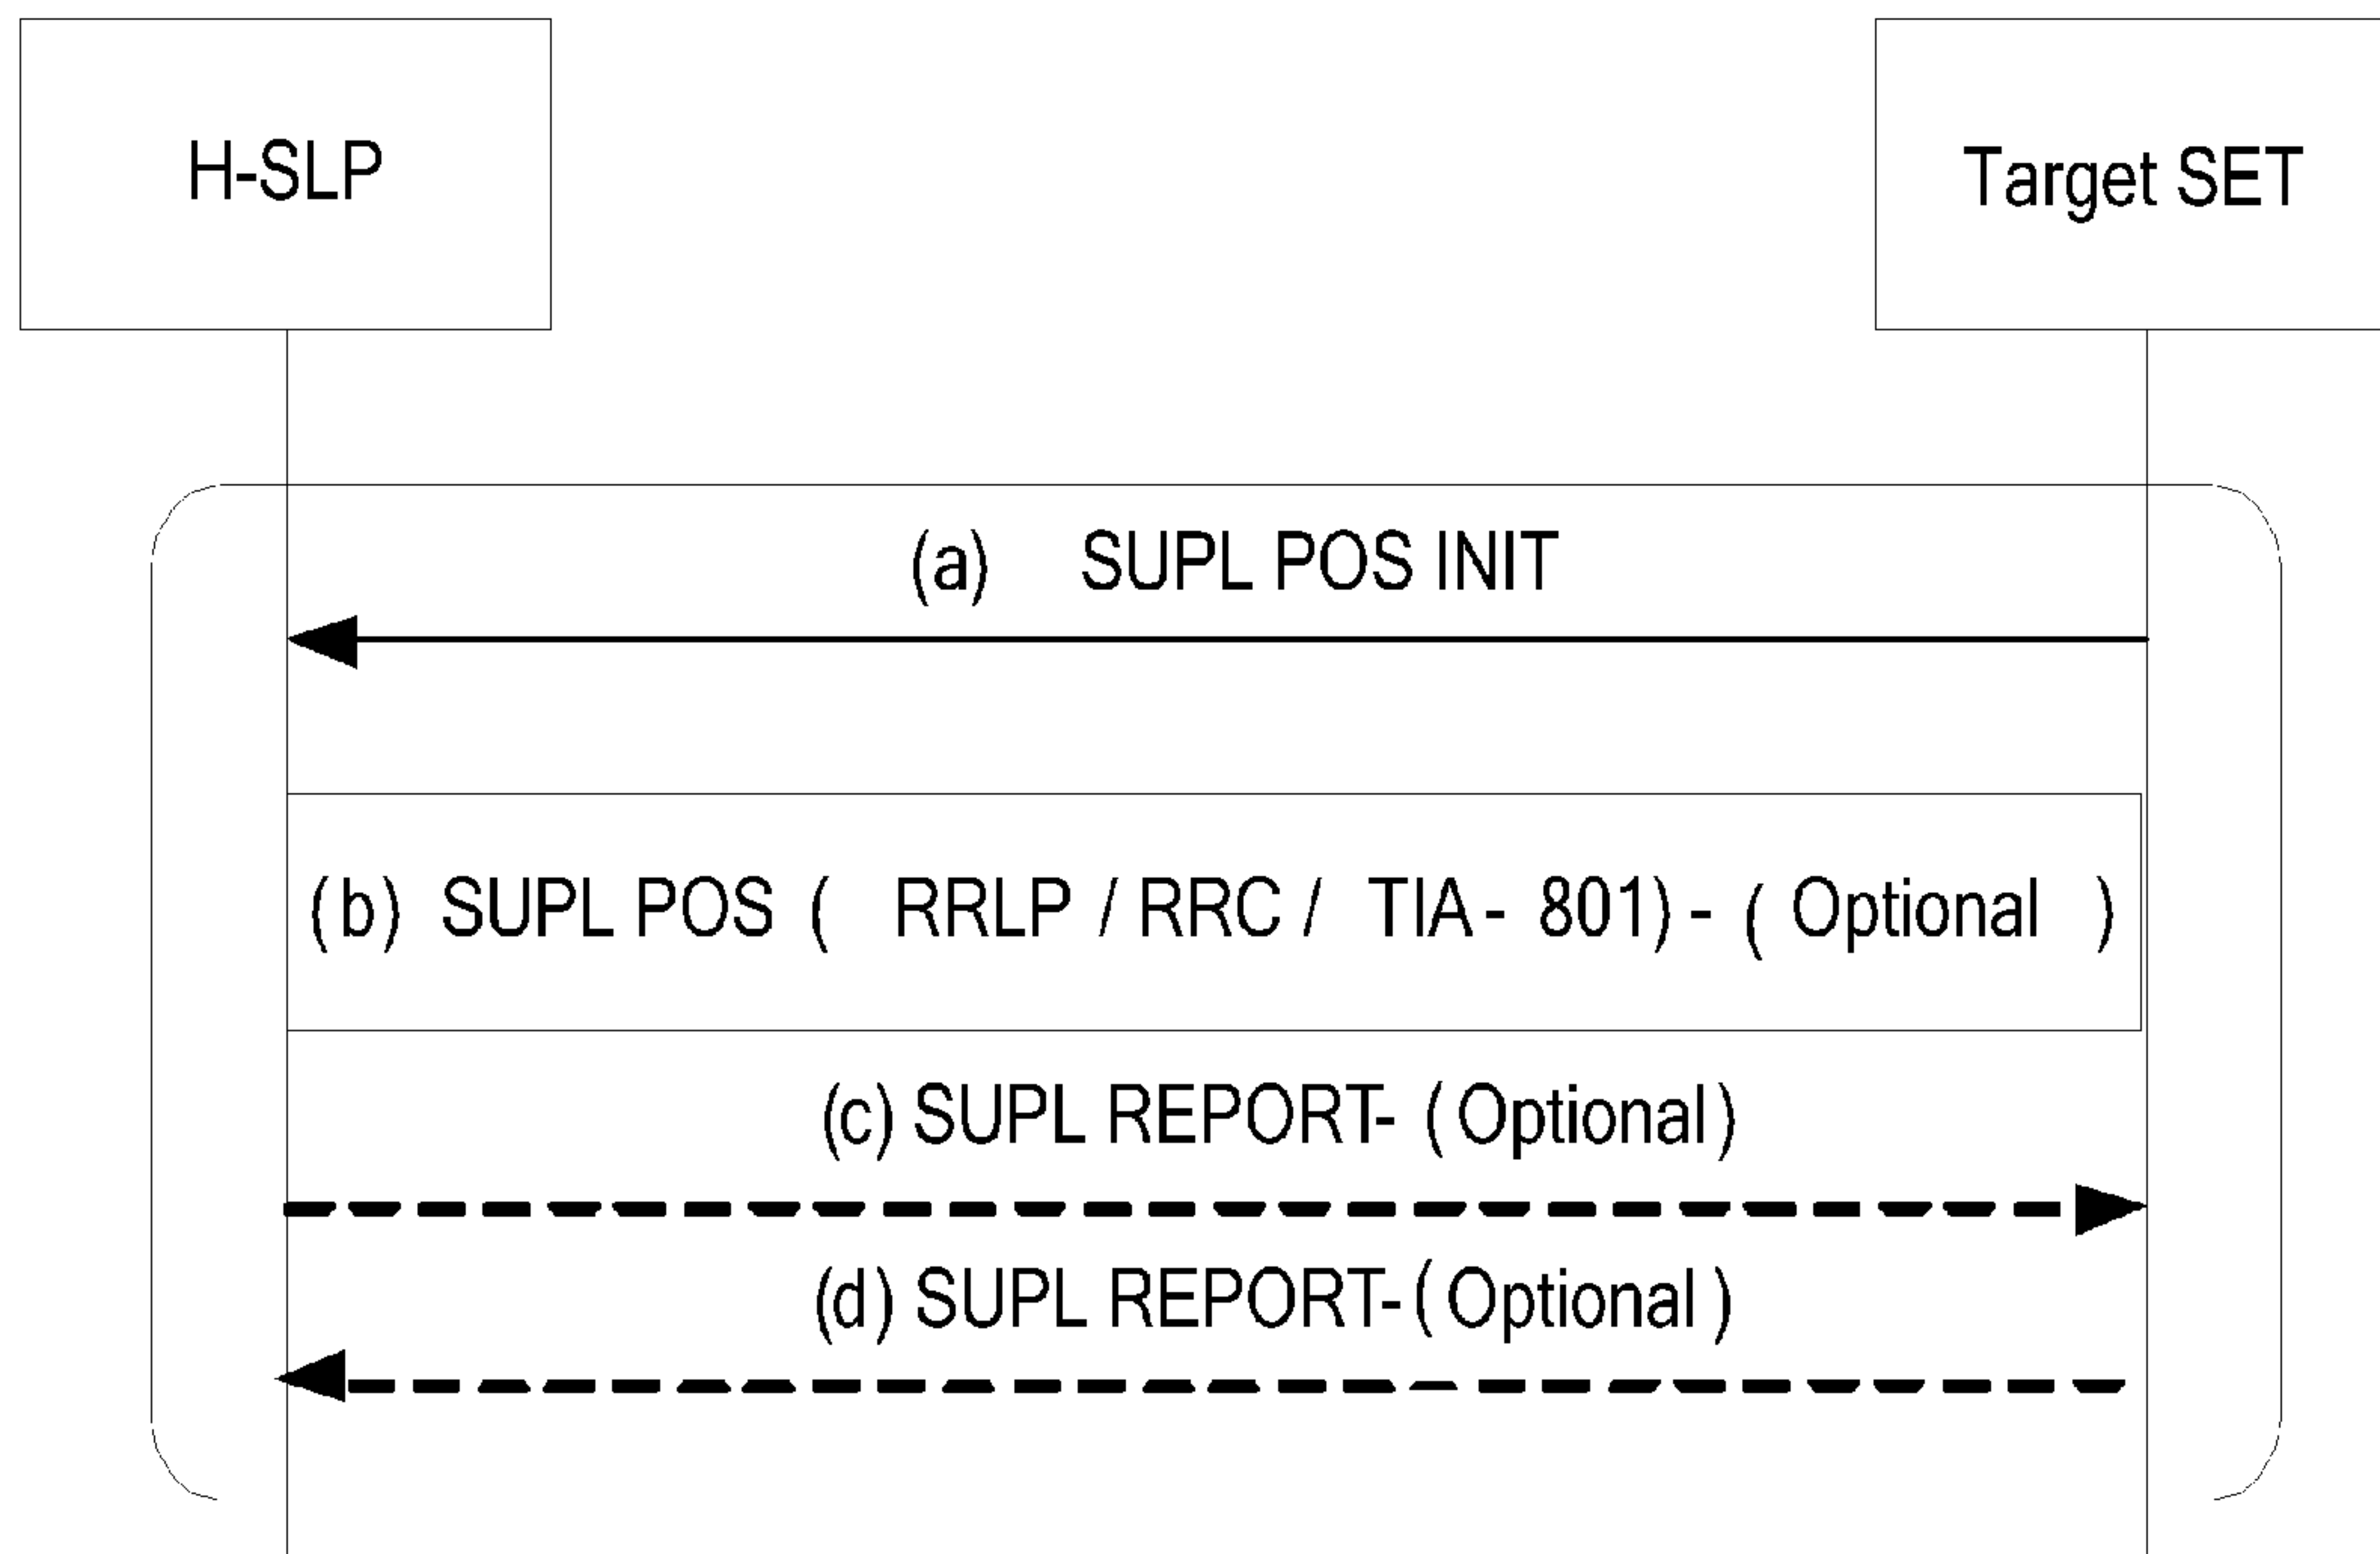 H-SLP
Target SET
(a) SUPL POS INIT
(b) SUPL POS ( RRLP / RRC / TIA - 801) - ( Optional )
(c) SUPL REPORT- (Optional)
(d) SUPL REPORT- (Optional)